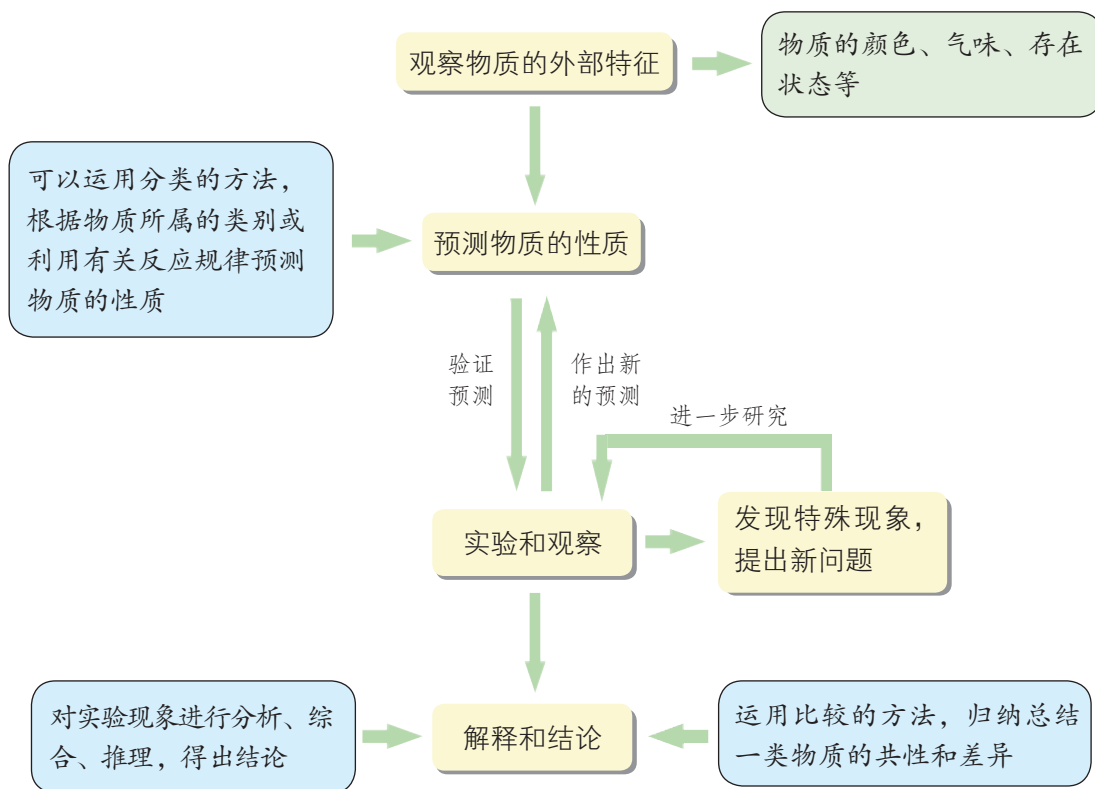 观察物质的外部特征
物质的颜色、气味、存在
状态等
可以运用分类的方法，
根据物质所属的类别或
利用有关反应规律预测
物质的性质
预测物质的性质
验证
预测
作出新
的预测
进一步研究
实验和观察
发现特殊现象，
提出新问题
对实验现象进行分析、综
合、推理，得出结论
解释和结论
运用比较的方法，归纳总结
一类物质的共性和差异